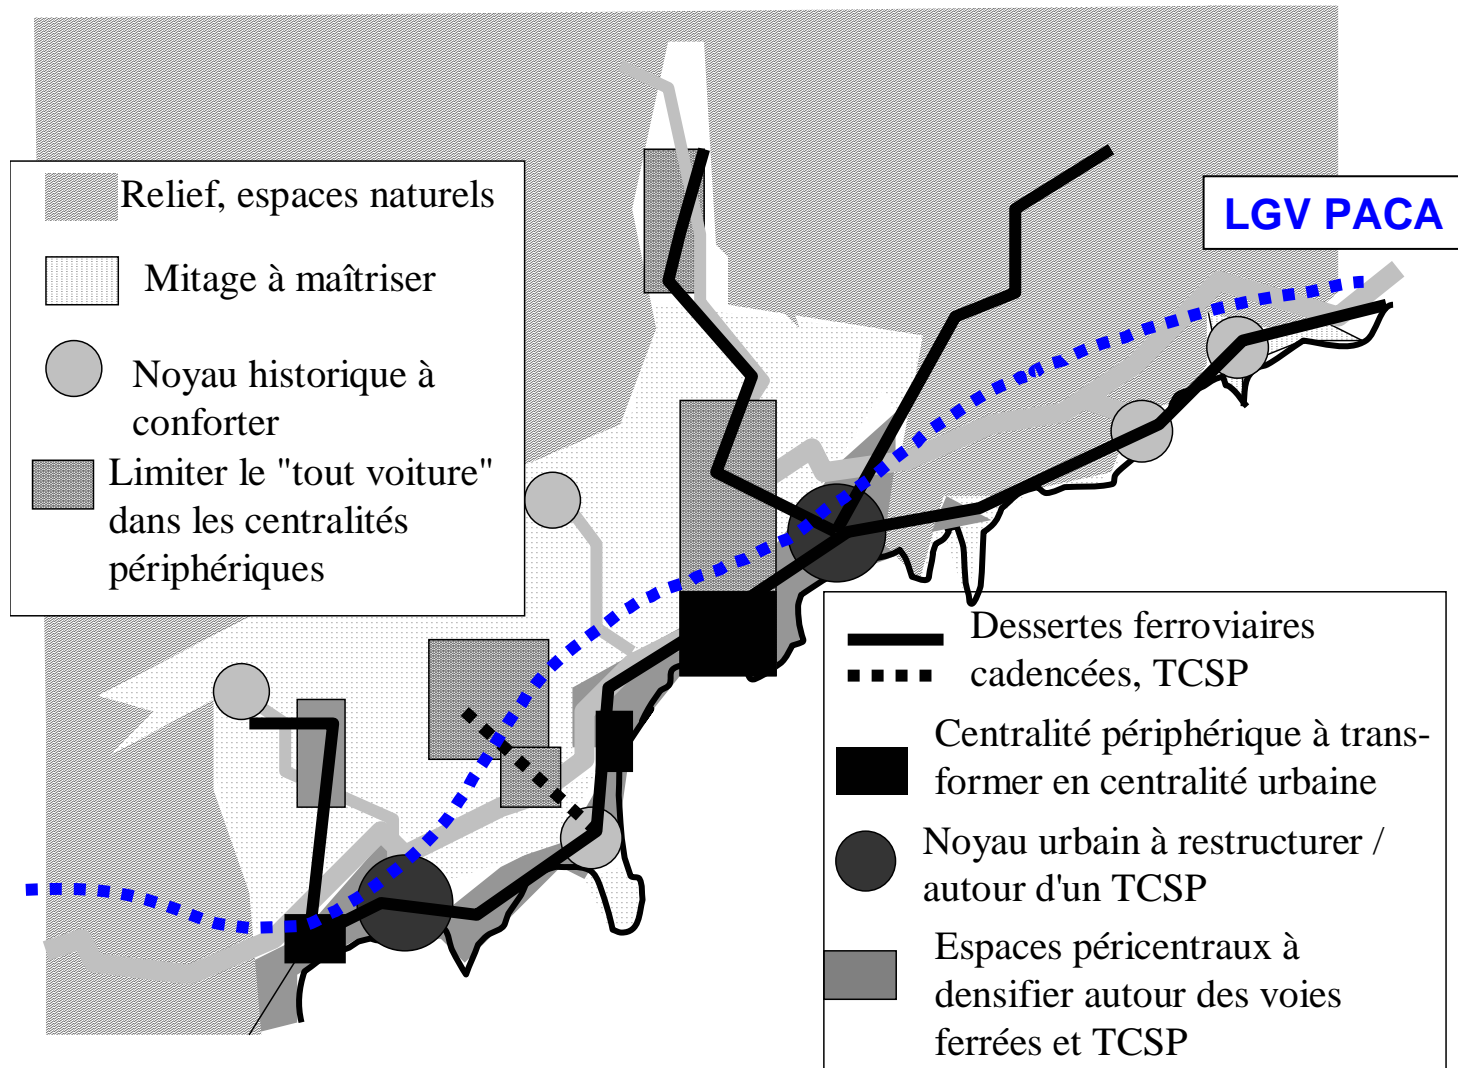 Relief, espaces naturels
Mitage à maîtriser
Noyau historique à
conforter
Limiter le "tout voiture"
dans les centralités
périphériques
LGV PACA
Dessertes ferroviaires
cadencées, TCSP
Centralité périphérique à trans-
former en centralité urbaine
Noyau urbain à restructurer /
autour d'un TCSP
Espaces péricentraux à
densifier autour des voies
ferrées et TCSP